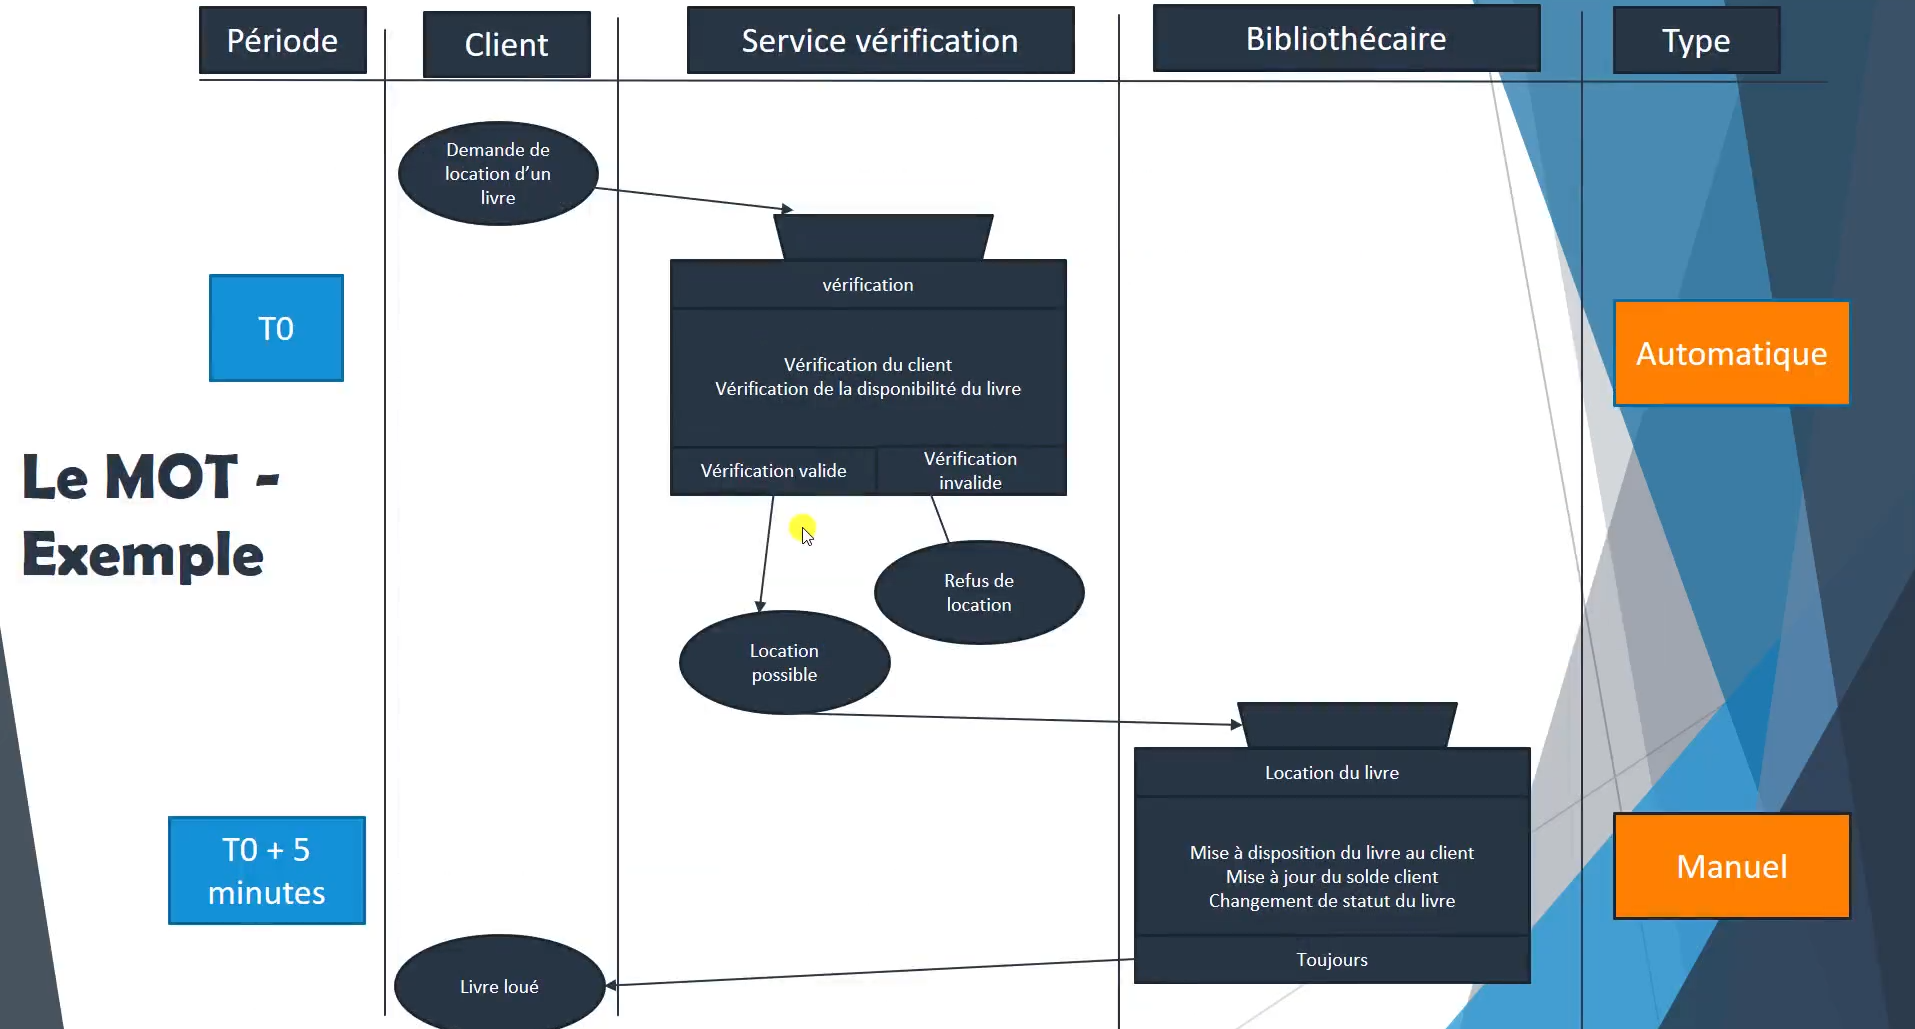 Période
Client
Service vérification
Bibliothécaire
Type
Demande de
location d’un
livre
vérification
T0
Vérification du client
Vérification de la disponibilité du livre
Automatique
Vérification valide
Vérification
invalide
Le MOT -
Exemple
Refus de
location
Location
possible
Location du livre
T0 + 5
minutes
Mise à disposition du livre au client
Mise à jour du solde client
Changement de statut du livre
Manuel
Toujours
Livre loué